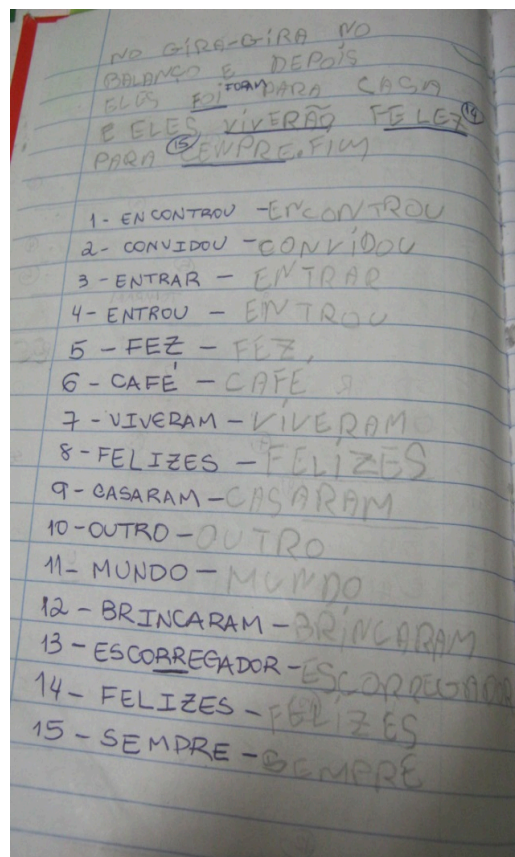 NO GIRA-GIRA NO
BALANÇO E DEPOIS
ELES FOI FORAM PARA CASA
E ELES VIVERÃO FELEZ 14
PARA 15 CENPRE. FIM
1 - ENCONTROU - ENCONTROU
2 - CONVIDOU - CONVIDOU
3 - ENTRAR - ENTRAR
4 - ENTROU - ENTROU
5 - FEZ - FEZ,
6 - CAFÉ - CAFE
7 - VIVERAM - VIVERAM
8 - FELIZES - FELIZES
9 - CASARAM - CASARAM
10 - OUTRO - OUTRO
11 - MUNDO - MUNDO
12 - BRINCARAM - BRINCARAM
13 - ESCORREGADOR - ESCORREGADOR
14 - FELIZES - FELIZES
15 - SEMPRE - SEMPRE